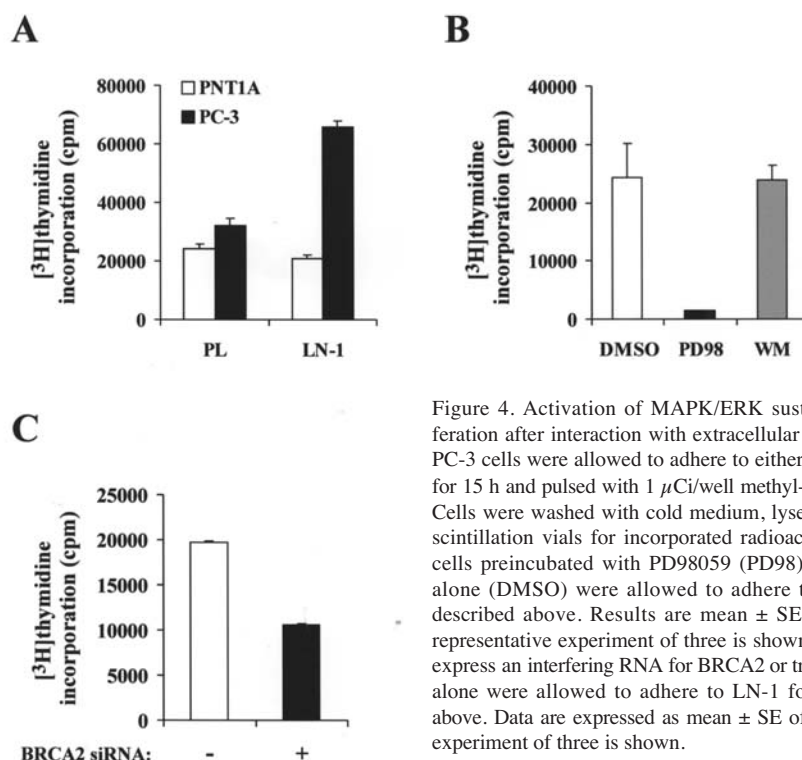 A
[3H]thymidine
incorporation (cpm)
80000
60000
40000
20000
0
PNT1A
PC-3
PL LN-1
B
[3H]thymidine
incorporation (cpm)
40000
30000
20000
10000
0
DMSO PD98 WM
C
[3H]thymidine
incorporation (cpm)
25000
20000
15000
10000
5000
0
BRCA2 siRNA: - +
Figure 4. Activation of MAPK/ERK sust
feration after interaction with extracellular
PC-3 cells were allowed to adhere to either
for 15 h and pulsed with 1 μCi/well methyl-
Cells were washed with cold medium, lyse
scintillation vials for incorporated radioac
cells preincubated with PD98059 (PD98)
alone (DMSO) were allowed to adhere t
described above. Results are mean ± SE
representative experiment of three is shown
express an interfering RNA for BRCA2 or tr
alone were allowed to adhere to LN-1 fo
above. Data are expressed as mean ± SE of
experiment of three is shown.